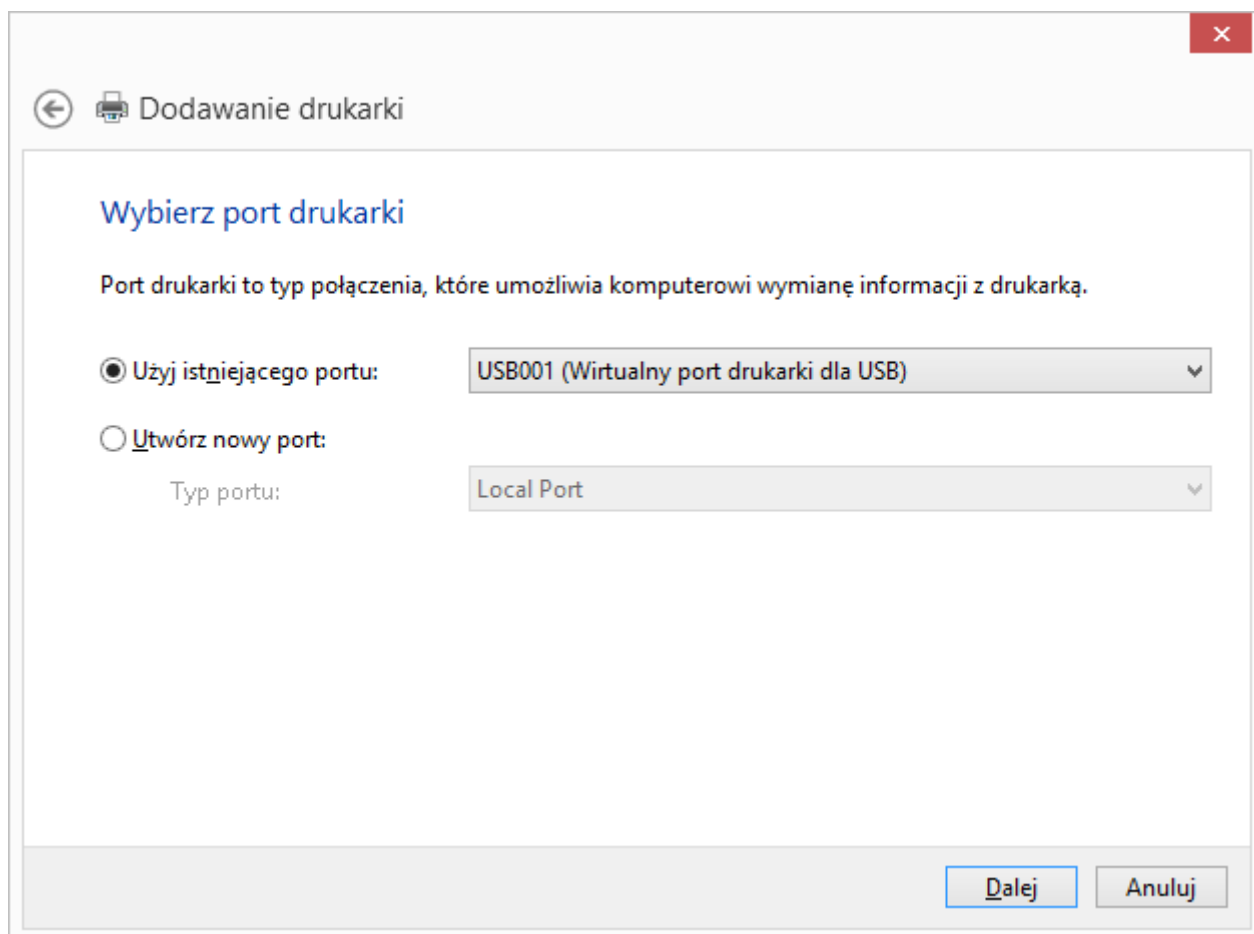 Dodawanie drukarki
Wybierz port drukarki
Port drukarki to typ połączenia, które umożliwia komputerowi wymianę informacji z drukarką.
Użyj istniejącego portu: USB001 (Wirtualny port drukarki dla USB)
Utwórz nowy port:
Typ portu: Local Port
Dalej Anuluj